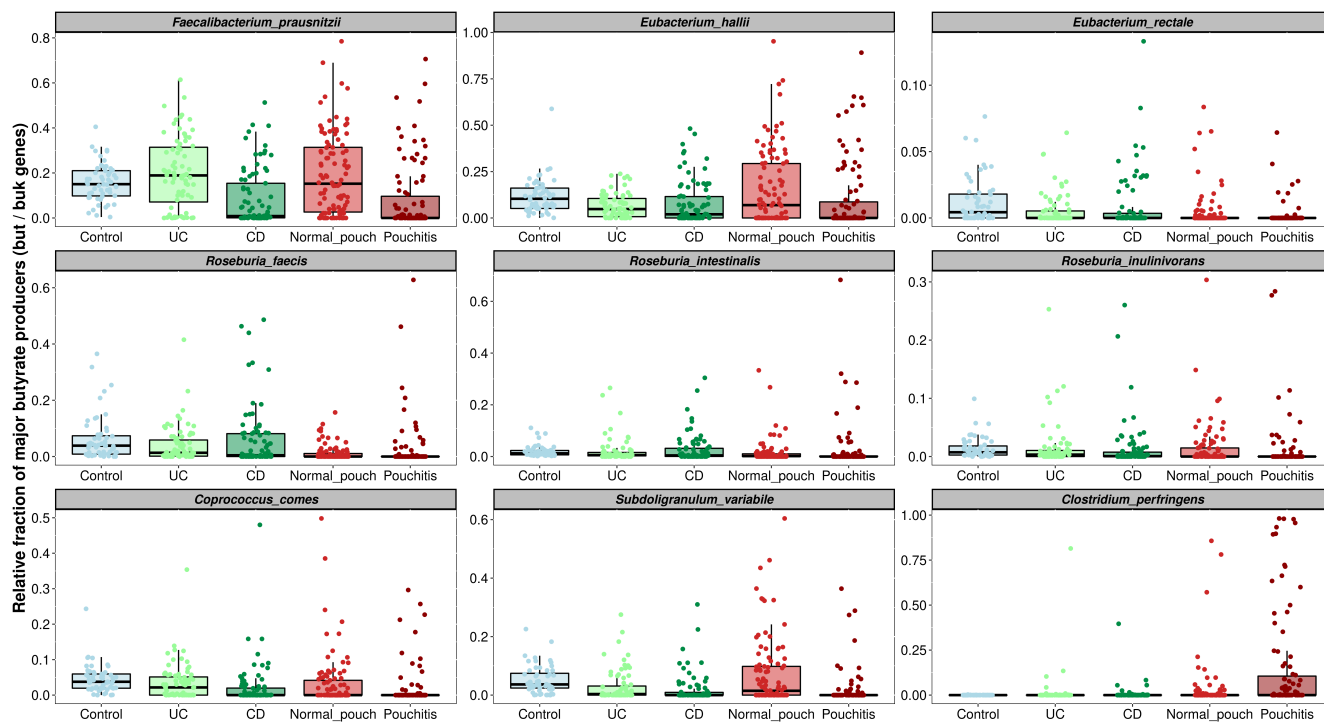 Relative fraction of major butyrate producers (but / buk genes)
Faecalibacterium_prausnitzii
0.8
0.6
0.4
0.2
0.0
Control UC CD Normal_pouch Pouchitis
Eubacterium_hallii
1.00
0.75
0.50
0.25
0.00
Control UC CD Normal_pouch Pouchitis
Eubacterium_rectale
0.10
0.05
0.00
Control UC CD Normal_pouch Pouchitis
Roseburia_faecis
0.6
0.4
0.2
0.0
Control UC CD Normal_pouch Pouchitis
Roseburia_intestinalis
0.6
0.4
0.2
0.0
Control UC CD Normal_pouch Pouchitis
Roseburia_inulinivorans
0.3
0.2
0.1
0.0
Control UC CD Normal_pouch Pouchitis
Coprococcus_comes
0.5
0.4
0.3
0.2
0.1
0.0
Control UC CD Normal_pouch Pouchitis
Subdoligranulum_variabile
0.6
0.4
0.2
0.0
Control UC CD Normal_pouch Pouchitis
Clostridium_perfringens
1.00
0.75
0.50
0.25
0.00
Control UC CD Normal_pouch Pouchitis